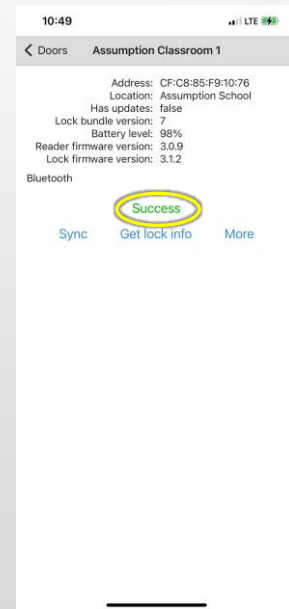 10:49
LTE
Doors Assumption Classroom 1
Address: CF:C8:85:F9:10:76
Location: Assumption School
Has updates: false
Lock bundle version: 7
Battery level: 98%
Reader firmware version: 3.0.9
Lock firmware version: 3.1.2
Bluetooth
Success
Sync Get lock info More